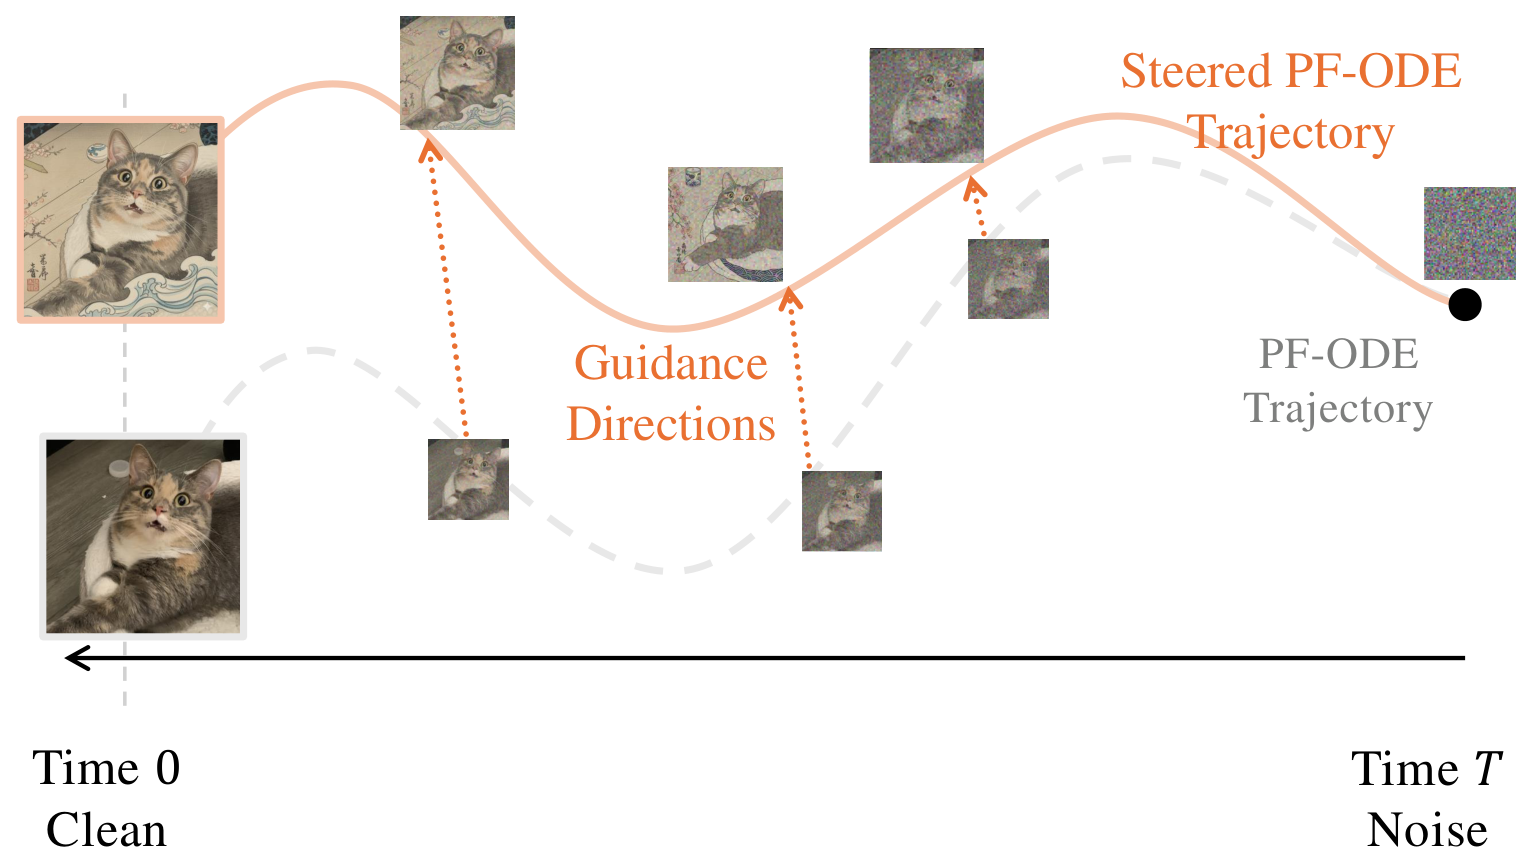 Steered PF-ODE
Trajectory
Guidance
Directions
PF-ODE
Trajectory
Time 0
Clean
Time T
Noise